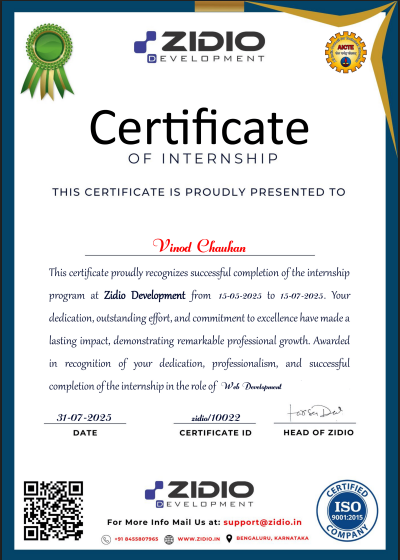 ZIDIO
DEVELOPMENT
AICTE
Certificate
OF INTERNSHIP
THIS CERTIFICATE IS PROUDLY PRESENTED TO
Vinod Chauhan
This certificate proudly recognizes successful completion of the internship
program at Zidio Development from 15-05-2025 to 15-07-2025. Your
dedication, outstanding effort, and commitment to excellence have made a
lasting impact, demonstrating remarkable professional growth. Awarded
in recognition of your dedication, professionalism, and successful
completion of the internship in the role of Web Development
31-07-2025
DATE
zidio/10022
CERTIFICATE ID
HEAD OF ZIDIO
ZIDIO
DEVELOPMENT
For More Info Mail Us at: support@zidio.in
+91 8455807965
WWW.ZIDIO.IN
BENGALURU, KARNATAKA
CERTIFIED
ISO
9001:2015
COMPANY